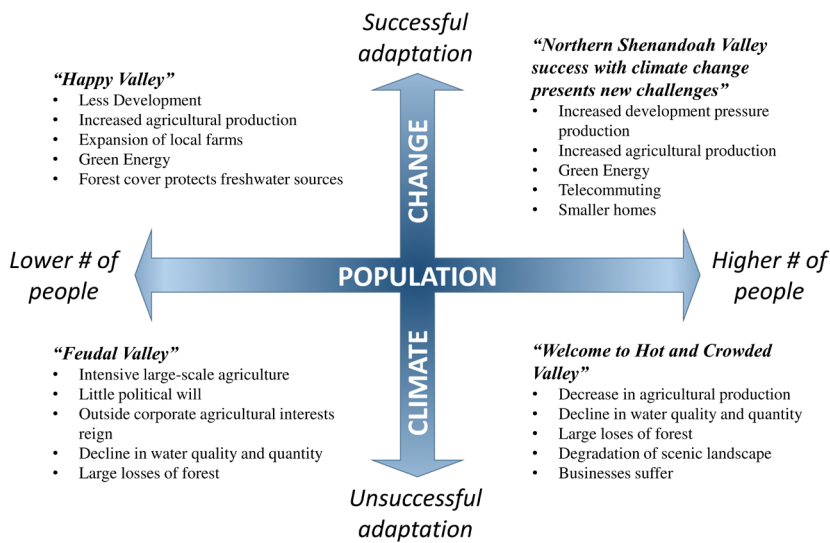 Successful
adaptation
“Happy Valley”
• Less Development
• Increased agricultural production
• Expansion of local farms
• Green Energy
• Forest cover protects freshwater sources
“Northern Shenandoah Valley
success with climate change
presents new challenges”
• Increased development pressure
production
• Increased agricultural production
• Green Energy
• Telecommuting
• Smaller homes
Lower # of
people
CLIMATE CHANGE
POPULATION
Higher # of
people
“Feudal Valley”
• Intensive large-scale agriculture
• Little political will
• Outside corporate agricultural interests
reign
• Decline in water quality and quantity
• Large losses of forest
“Welcome to Hot and Crowded
Valley”
• Decrease in agricultural production
• Decline in water quality and quantity
• Large loses of forest
• Degradation of scenic landscape
• Businesses suffer
Unsuccessful
adaptation